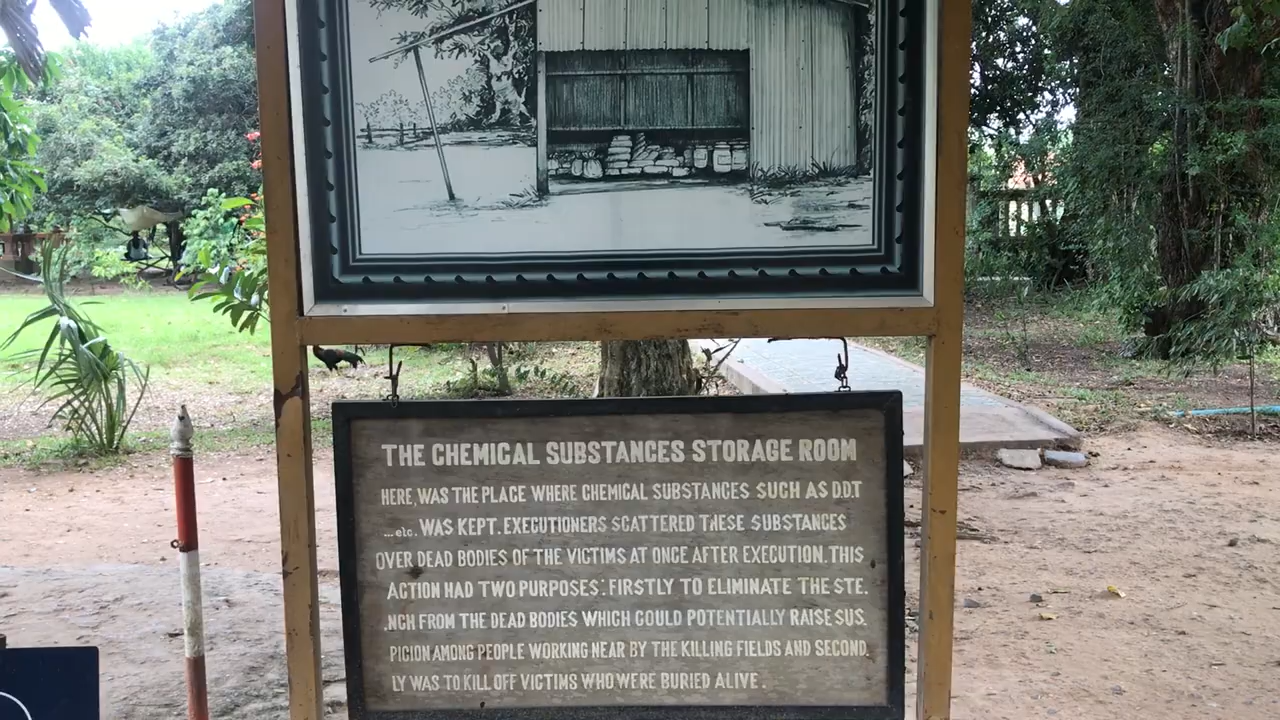 THE CHEMICAL SUBSTANCES STORAGE ROOM
HERE, WAS THE PLACE WHERE CHEMICAL SUBSTANCES SUCH AS D.D.T
...etc. WAS KEPT. EXECUTIONERS SCATTERED THESE SUBSTANCES
OVER DEAD BODIES OF THE VICTIMS AT ONCE AFTER EXECUTION. THIS
ACTION HAD TWO PURPOSES: FIRSTLY TO ELIMINATE THE STE.
.NCH FROM THE DEAD BODIES WHICH COULD POTENTIALLY RAISE SUS.
PICION AMONG PEOPLE WORKING NEAR BY THE KILLING FIELDS AND SECOND.
LY WAS TO KILL OFF VICTIMS WHO WERE BURIED ALIVE.